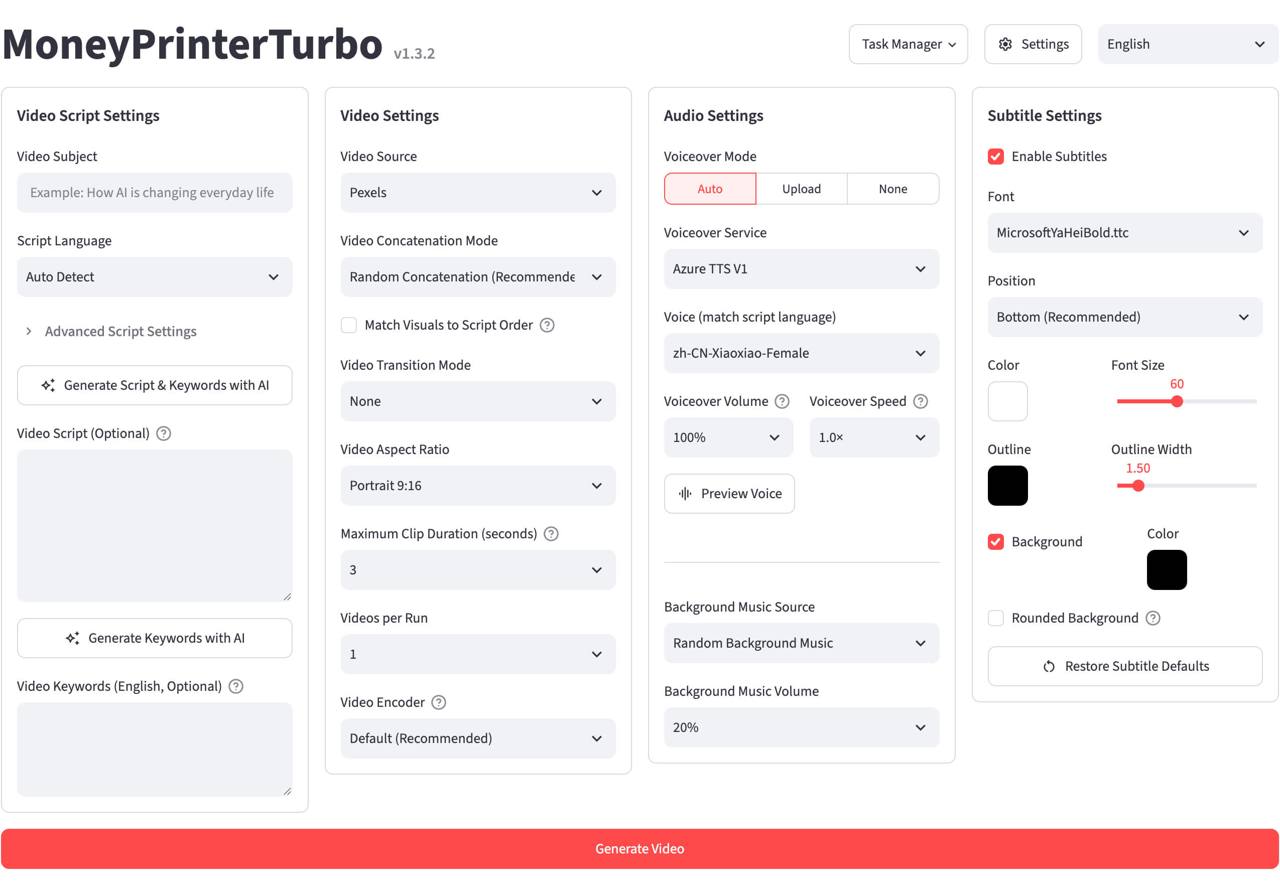 MoneyPrinterTurbo v1.3.2
Task Manager
Settings
English
Video Script Settings
Video Subject
Example: How AI is changing everyday life
Script Language
Auto Detect
Advanced Script Settings
Generate Script & Keywords with AI
Video Script (Optional)
Generate Keywords with AI
Video Keywords (English, Optional)
Video Settings
Video Source
Pexels
Video Concatenation Mode
Random Concatenation (Recommende
Match Visuals to Script Order
Video Transition Mode
None
Video Aspect Ratio
Portrait 9:16
Maximum Clip Duration (seconds)
3
Videos per Run
1
Video Encoder
Default (Recommended)
Audio Settings
Voiceover Mode
Auto Upload None
Voiceover Service
Azure TTS V1
Voice (match script language)
zh-CN-Xiaoxiao-Female
Voiceover Volume Voiceover Speed
100% 1.0×
Preview Voice
Background Music Source
Random Background Music
Background Music Volume
20%
Subtitle Settings
Enable Subtitles
Font
MicrosoftYaHeiBold.ttc
Position
Bottom (Recommended)
Color Font Size
60
Outline Outline Width
1.50
Background Color
Rounded Background
Restore Subtitle Defaults
Generate Video